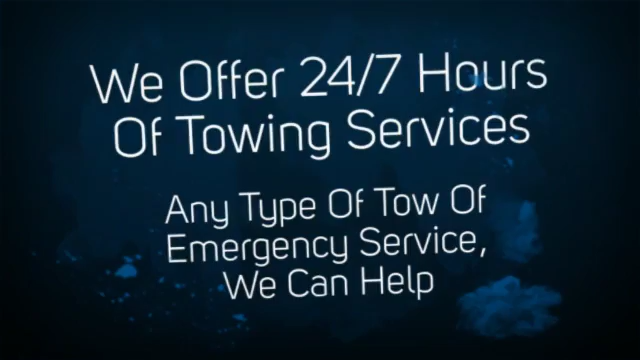 We Offer 24/7 Hours
Of Towing Services
Any Type Of Tow Of
Emergency Service,
We Can Help